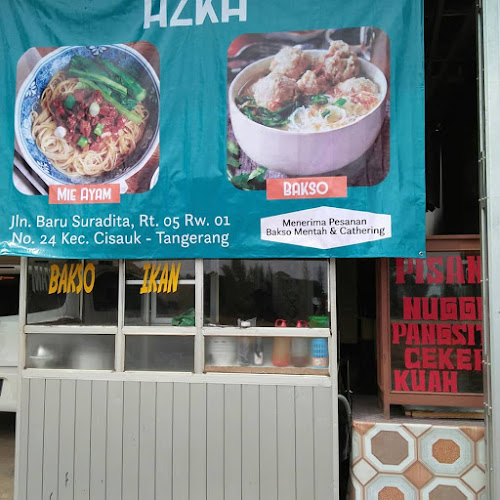 AZKA
MIE AYAM
BAKSO
Jln. Baru Suradita, Rt. 05 Rw. 01
No. 24 Kec. Cisauk - Tangerang
Menerima Pesanan
Bakso Mentah & Cathering
BAKSO IKAN
PISAN
NUGG
PANGSIT
CEKER
KUAH